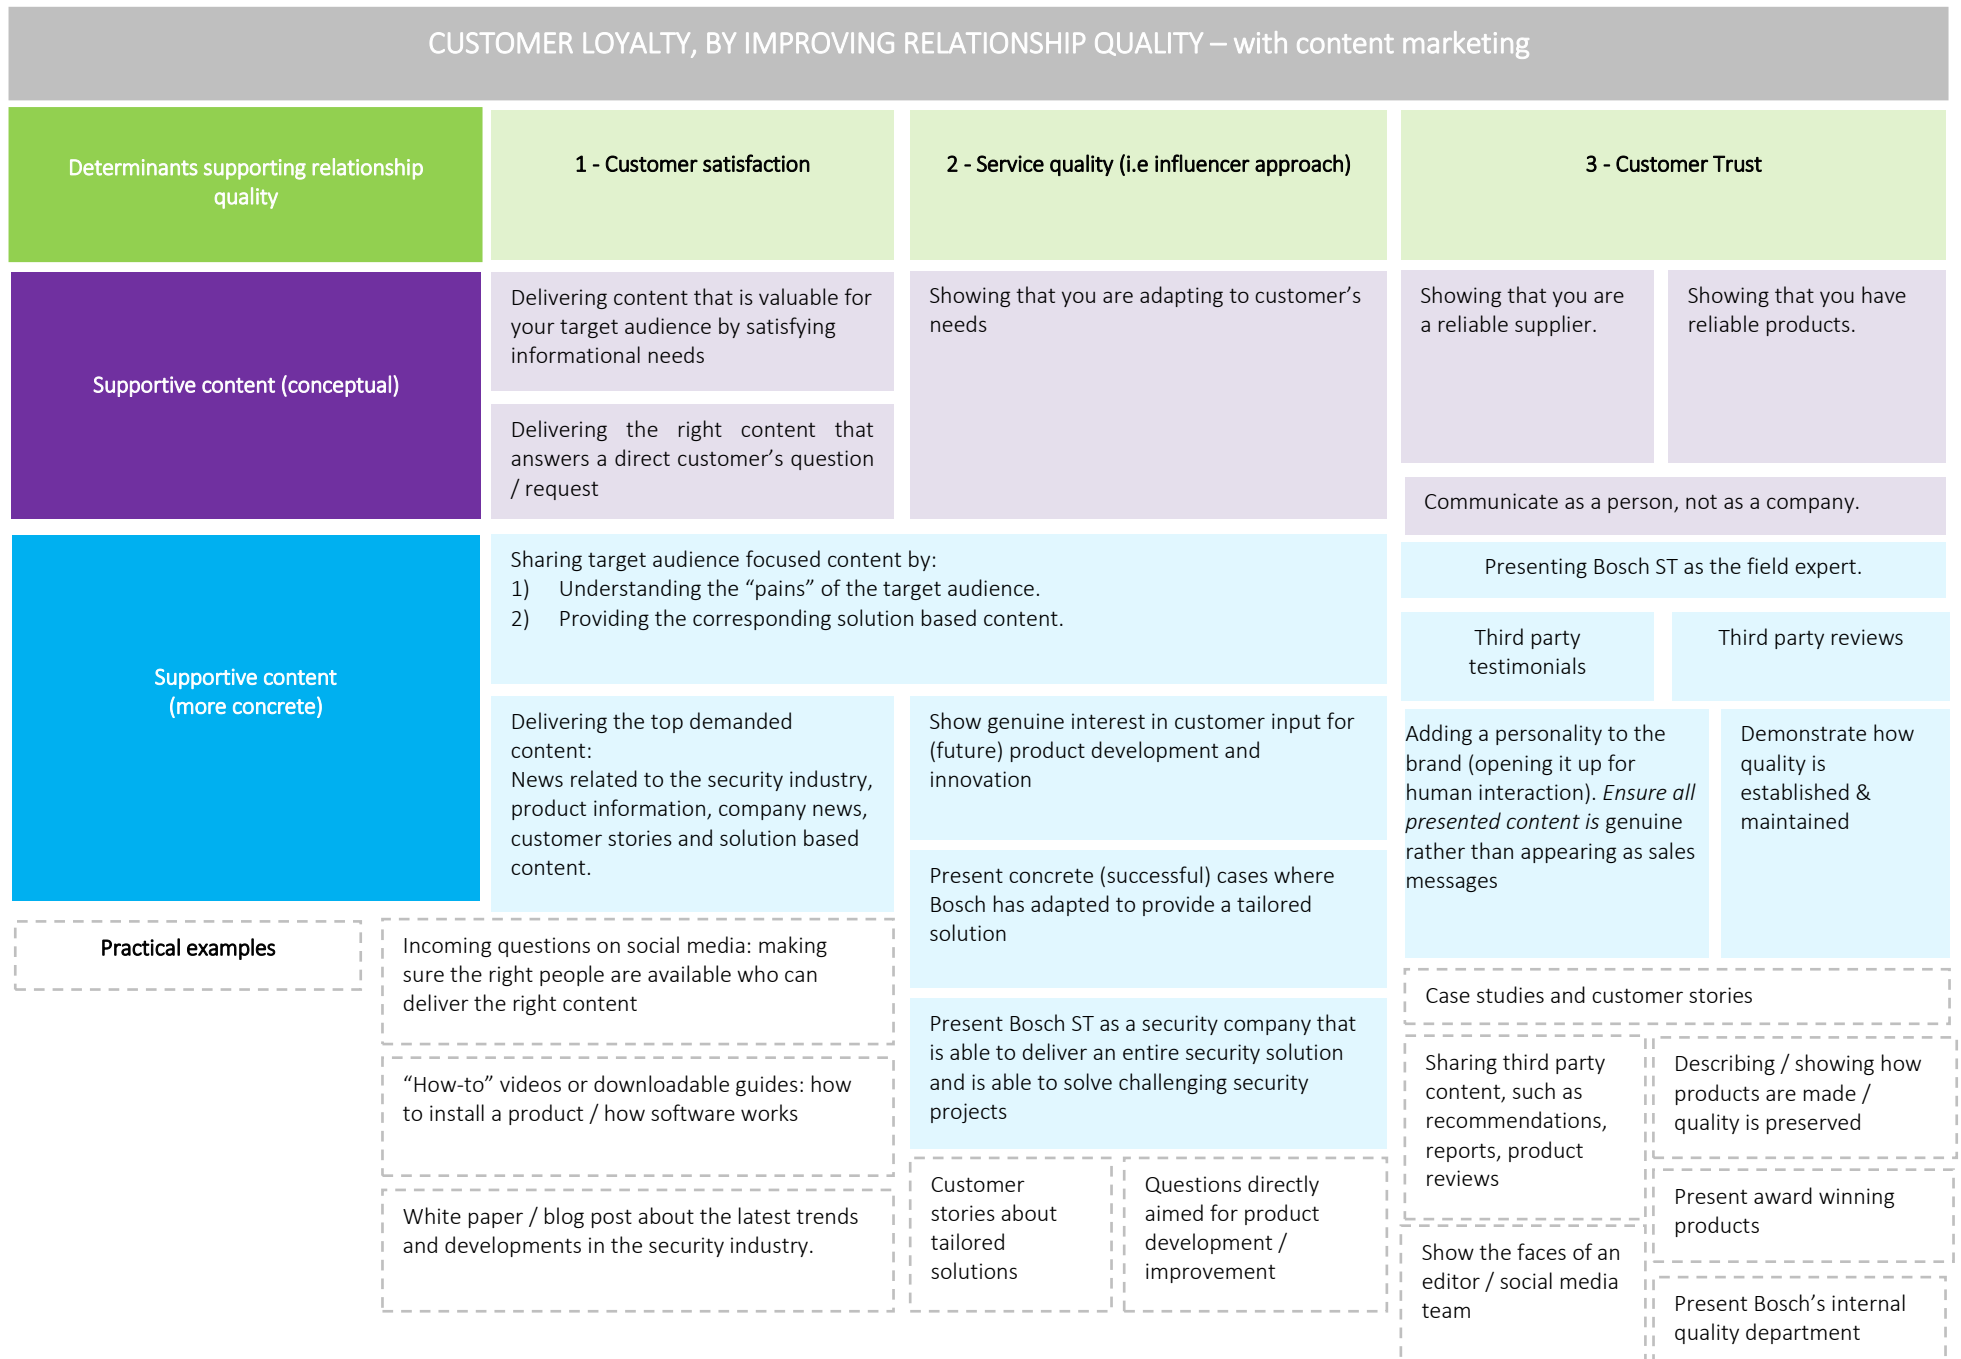 CUSTOMER LOYALTY, BY IMPROVING RELATIONSHIP QUALITY – with content marketing
Determinants supporting relationship
quality
1 - Customer satisfaction
2 - Service quality (i.e influencer approach)
3 - Customer Trust
Supportive content (conceptual)
Delivering content that is valuable for
your target audience by satisfying
informational needs
Delivering the right content that
answers a direct customer’s question
/ request
Showing that you are adapting to customer’s
needs
Showing that you are
a reliable supplier.
Showing that you have
reliable products.
Communicate as a person, not as a company.
Supportive content
(more concrete)
Sharing target audience focused content by:
1) Understanding the “pains” of the target audience.
2) Providing the corresponding solution based content.
Presenting Bosch ST as the field expert.
Third party
testimonials
Third party reviews
Delivering the top demanded
content:
News related to the security industry,
product information, company news,
customer stories and solution based
content.
Show genuine interest in customer input for
(future) product development and
innovation
Present concrete (successful) cases where
Bosch has adapted to provide a tailored
solution
Present Bosch ST as a security company that
is able to deliver an entire security solution
and is able to solve challenging security
projects
Adding a personality to the
brand (opening it up for
human interaction). Ensure all
presented content is genuine
rather than appearing as sales
messages
Demonstrate how
quality is
established &
maintained
Practical examples
Incoming questions on social media: making
sure the right people are available who can
deliver the right content
“How-to” videos or downloadable guides: how
to install a product / how software works
White paper / blog post about the latest trends
and developments in the security industry.
Customer
stories about
tailored
solutions
Questions directly
aimed for product
development /
improvement
Case studies and customer stories
Sharing third party
content, such as
recommendations,
reports, product
reviews
Show the faces of an
editor / social media
team
Describing / showing how
products are made /
quality is preserved
Present award winning
products
Present Bosch’s internal
quality department